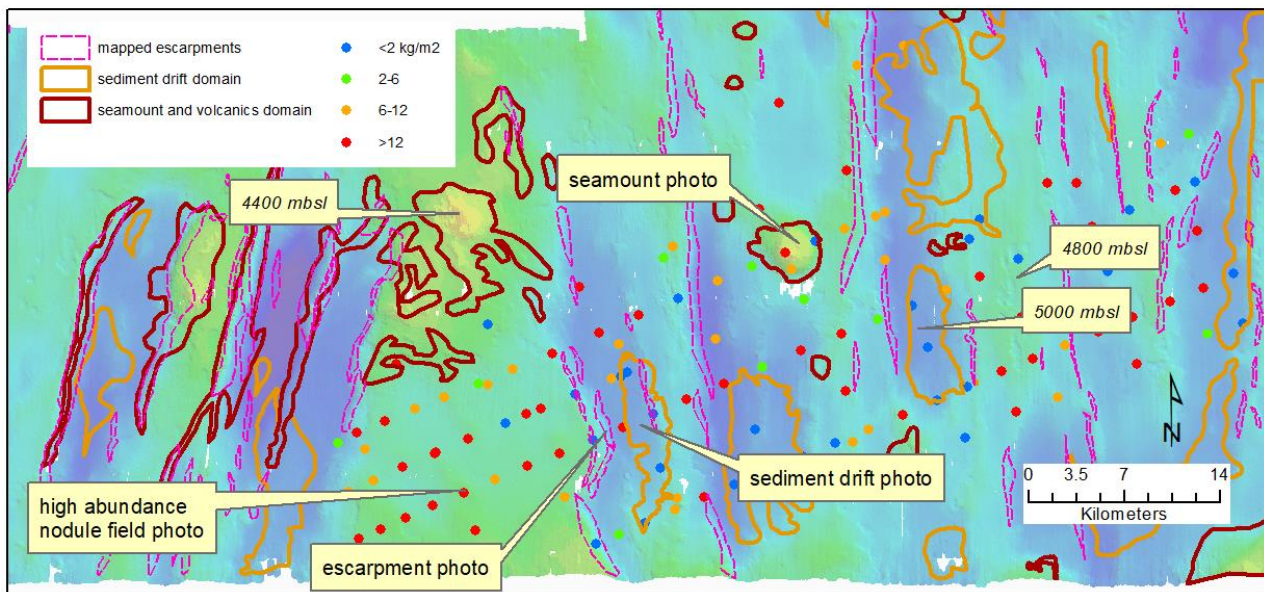 mapped escarpments
sediment drift domain
seamount and volcanics domain
<2 kg/m2
2-6
6-12
>12
4400 mbsl
seamount photo
4800 mbsl
5000 mbsl
N
0 3.5 7 14
Kilometers
sediment drift photo
high abundance
nodule field photo
escarpment photo